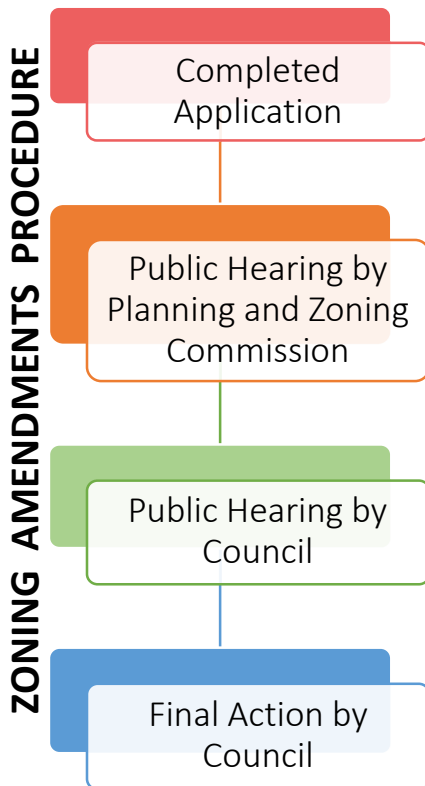 ZONING AMENDMENTS PROCEDURE
Completed
Application
Public Hearing by
Planning and Zoning
Commission
Public Hearing by
Council
Final Action by
Council